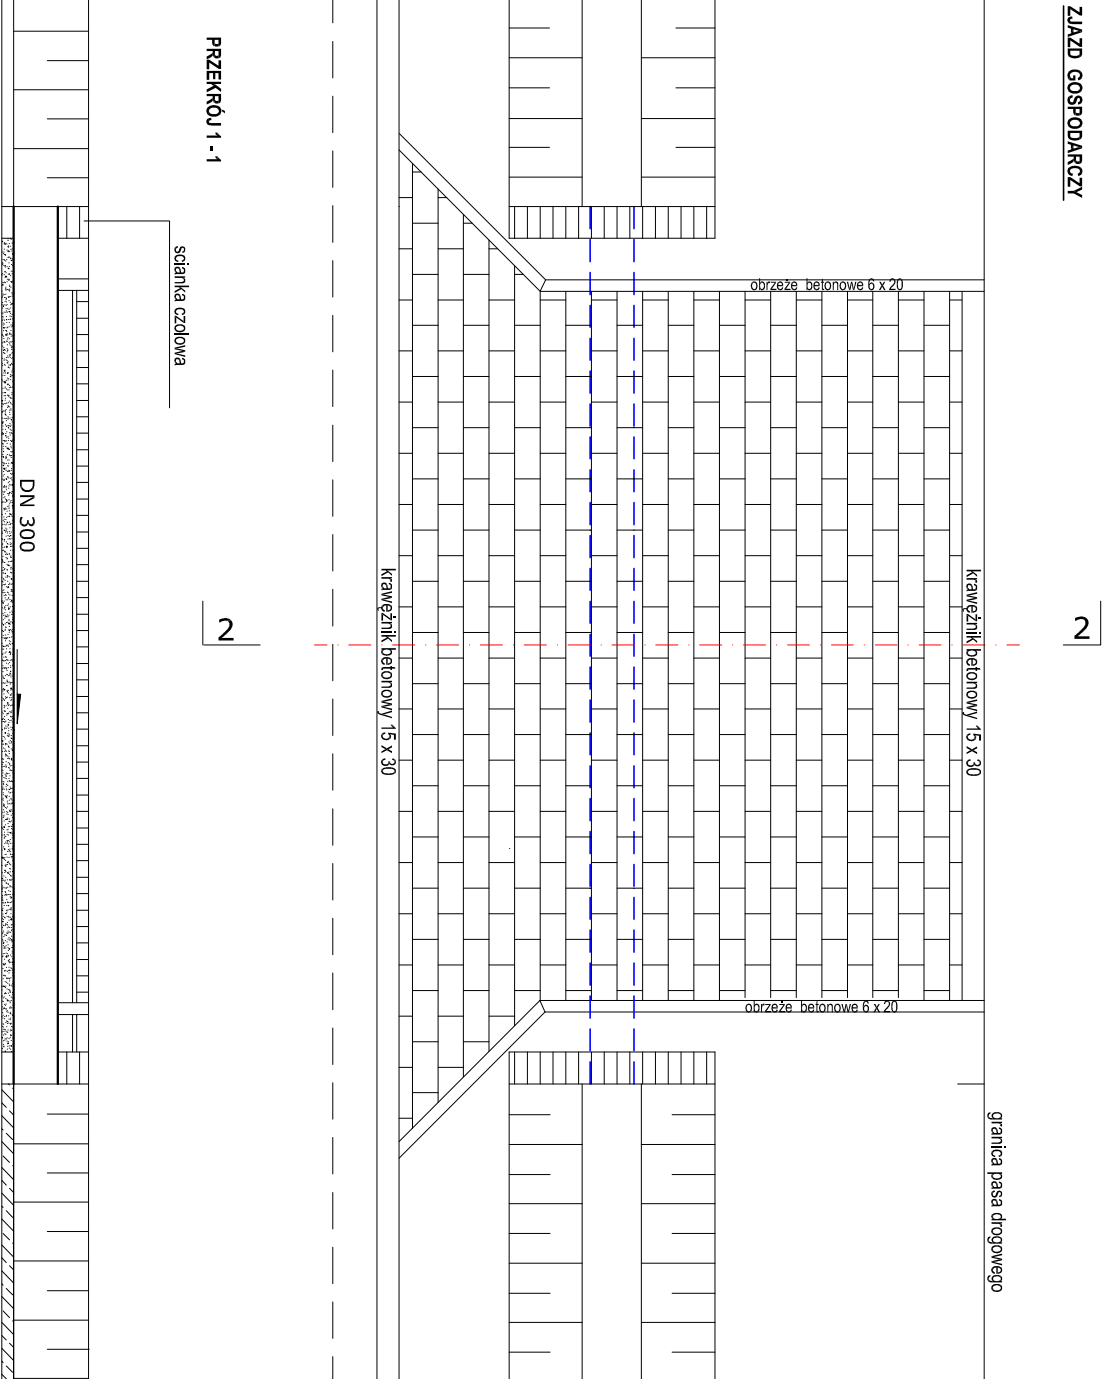 ZJAZD GOSPODARCZY
2
granica pasa drogowego
krawężnik betonowy 15 x 30
obrzeże betonowe 6 x 20
obrzeże betonowe 6 x 20
krawężnik betonowy 15 x 30
2
PRZEKRÓJ 1 - 1
scianka czolowa
DN 300